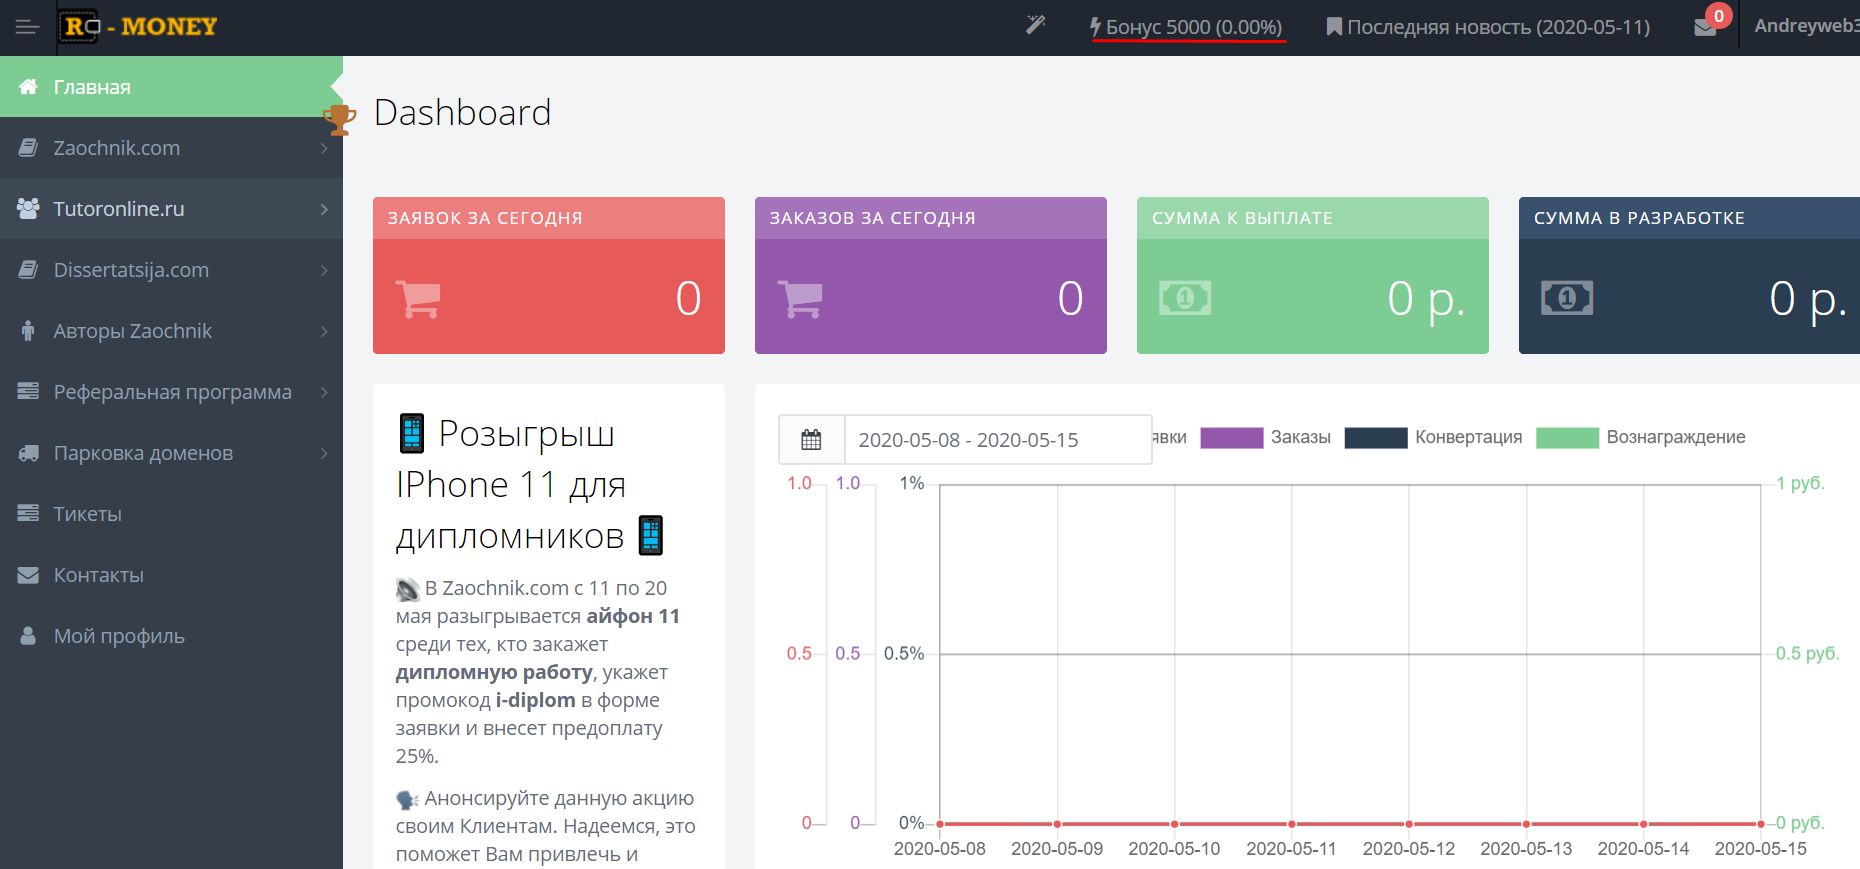 RG - MONEY
Бонус 5000 (0.00%)
Последняя новость (2020-05-11)
0
Andreyweb3
Главная
Zaochnik.com
Tutoronline.ru
Dissertatsija.com
Авторы Zaochnik
Реферальная программа
Парковка доменов
Тикеты
Контакты
Мой профиль
Dashboard
ЗАЯВОК ЗА СЕГОДНЯ
0
ЗАКАЗОВ ЗА СЕГОДНЯ
0
СУММА К ВЫПЛАТЕ
0 р.
СУММА В РАЗРАБОТКЕ
0 р.
Розыгрыш
IPhone 11 для
дипломников
В Zaochnik.com с 11 по 20
мая разыгрывается айфон 11
среди тех, кто закажет
дипломную работу, укажет
промокод i-diplom в форме
заявки и внесет предоплату
25%.
Анонсируйте данную акцию
своим Клиентам. Надеемся, это
поможет Вам привлечь и
2020-05-08 - 2020-05-15
явки Заказы Конвертация Вознаграждение
1.0 1.0 1% 1 руб.
0.5 0.5 0.5% 0.5 руб.
0 0 0% 0 руб.
2020-05-08 2020-05-09 2020-05-10 2020-05-11 2020-05-12 2020-05-13 2020-05-14 2020-05-15